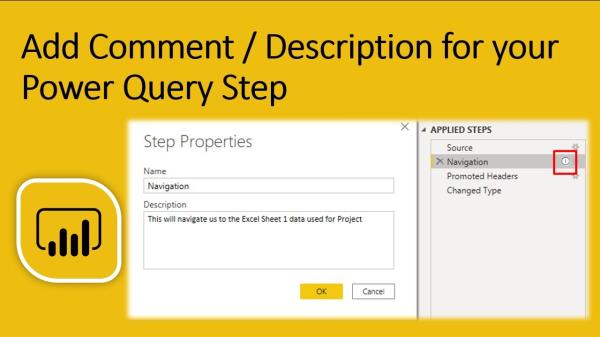 Add Comment / Description for your
Power Query Step
Step Properties
Name
Navigation
Description
This will navigate us to the Excel Sheet 1 data used for Project
OK
Cancel
APPLIED STEPS
Source
Navigation
Promoted Headers
Changed Type